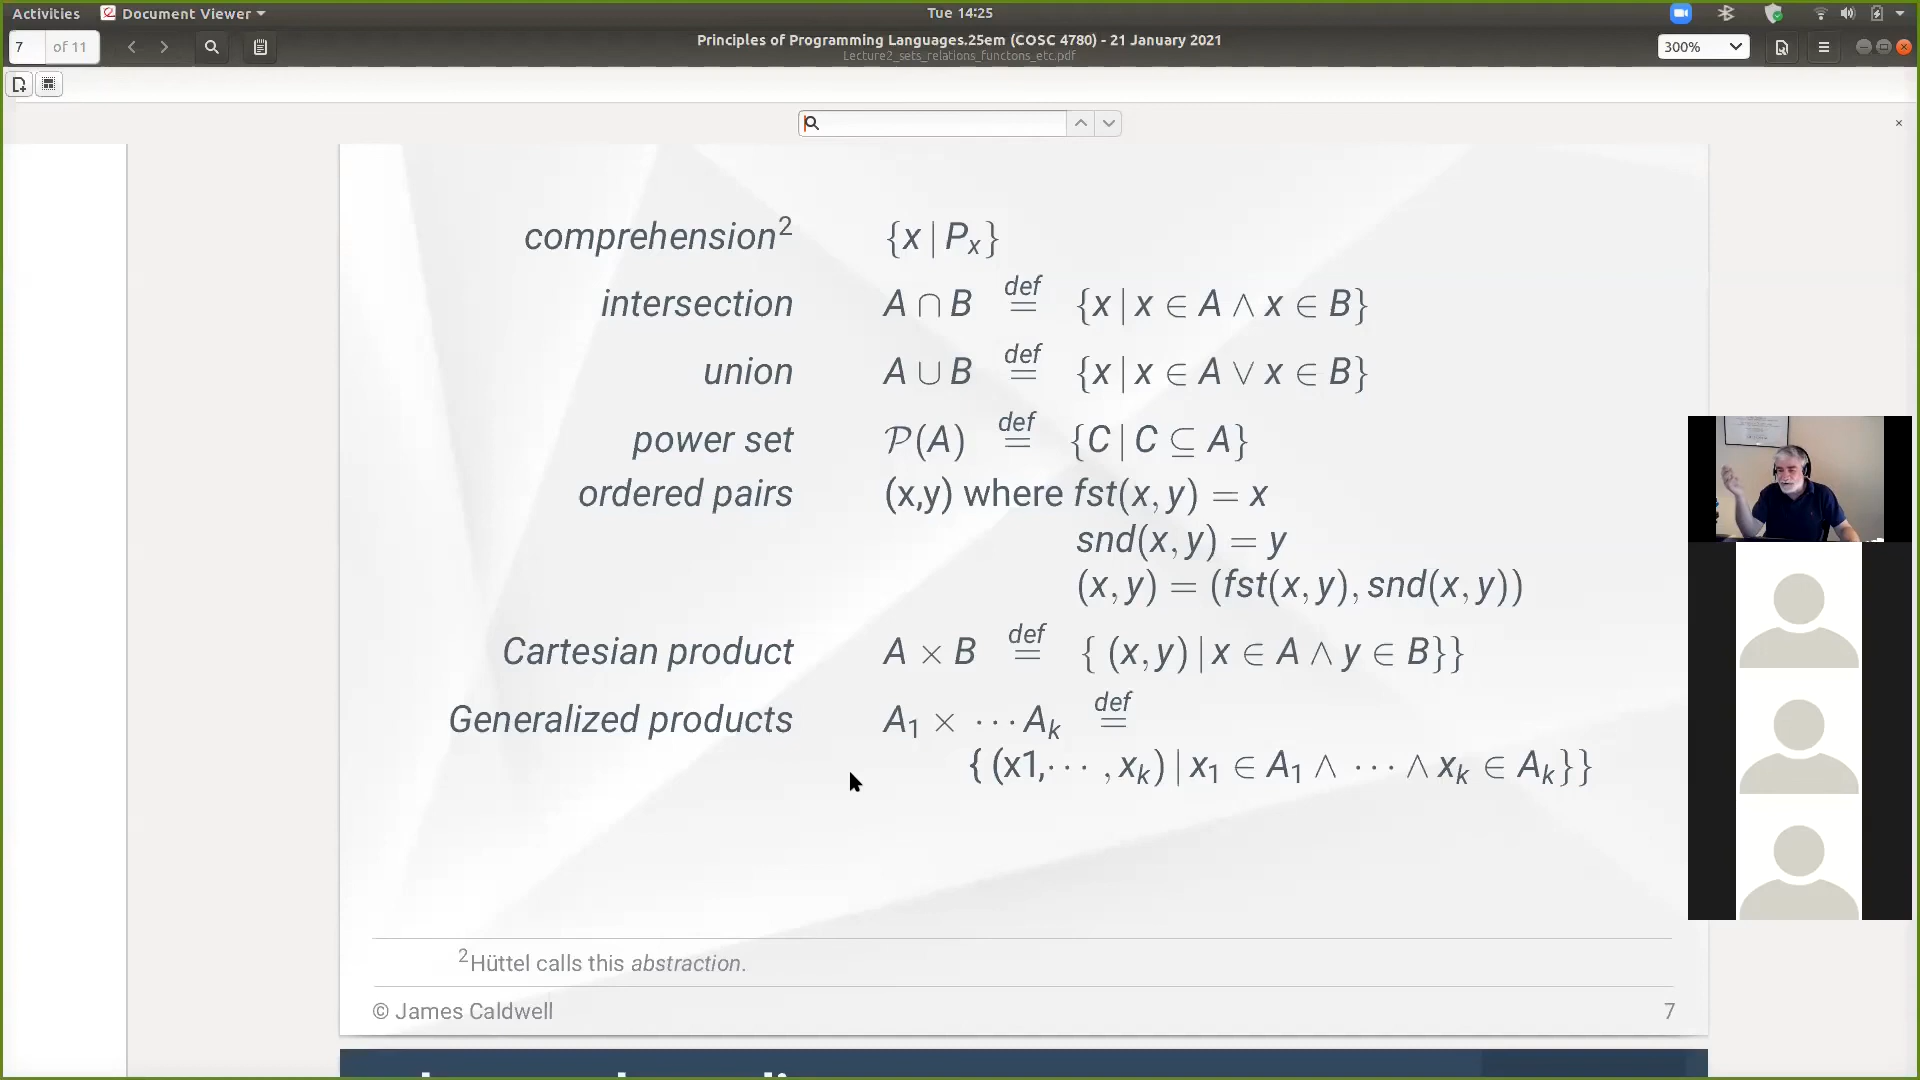 Activities Document Viewer Tue 14:25
7 of 11 Principles of Programming Languages.25em (COSC 4780) - 21 January 2021 300%
Lecture2_sets_relations_functons_etc.pdf
comprehension² {x | Pₓ}
intersection A ∩ B def= {x | x ∈ A ∧ x ∈ B}
union A ∪ B def= {x | x ∈ A ∨ x ∈ B}
power set 𝒫(A) def= {C | C ⊆ A}
ordered pairs (x,y) where fst(x, y) = x
snd(x, y) = y
(x, y) = (fst(x, y), snd(x, y))
Cartesian product A × B def= { (x, y) | x ∈ A ∧ y ∈ B}}
Generalized products A₁ × ⋯ Aₖ def=
{ (x1,⋯ , xₖ) | x₁ ∈ A₁ ∧ ⋯ ∧ xₖ ∈ Aₖ}}
²Hüttel calls this abstraction.
© James Caldwell 7